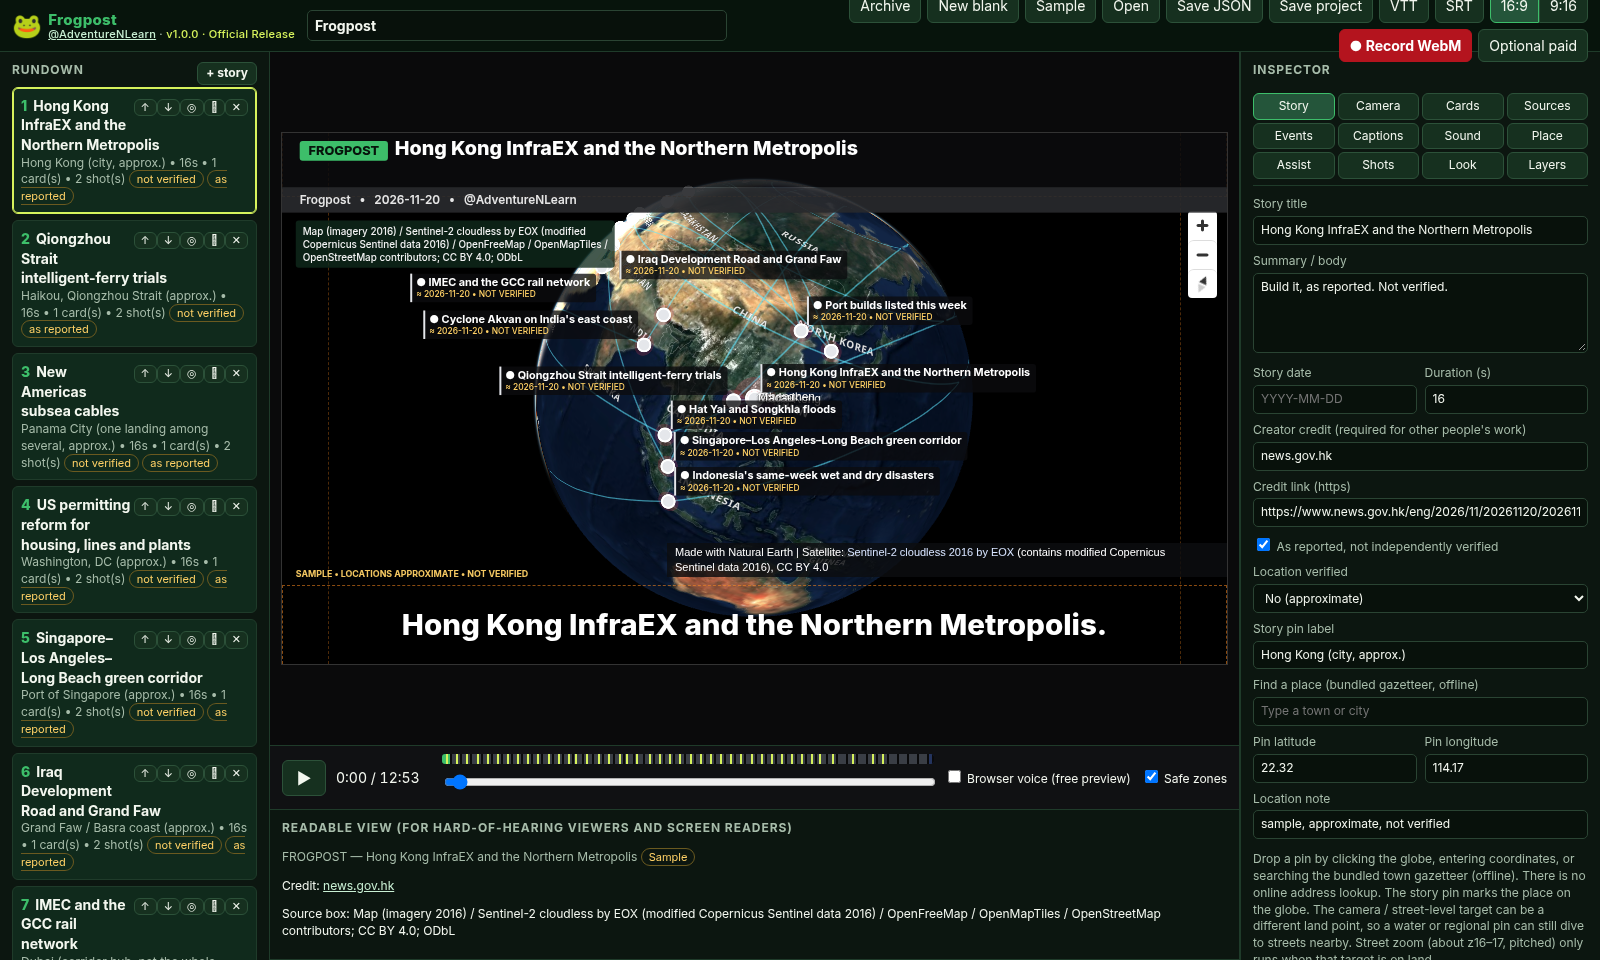 Frogpost
@AdventureNLearn · v1.0.0 · Official Release
Frogpost
Archive
New blank
Sample
Open
Save JSON
Save project
VTT
SRT
16:9
9:16
● Record WebM
Optional paid
RUNDOWN
+ story
1 Hong Kong
InfraEX and the
Northern Metropolis
Hong Kong (city, approx.) • 16s • 1
card(s) • 2 shot(s) not verified as
reported
2 Qiongzhou
Strait
intelligent-ferry trials
Haikou, Qiongzhou Strait (approx.) •
16s • 1 card(s) • 2 shot(s) not verified
as reported
3 New
Americas
subsea cables
Panama City (one landing among
several, approx.) • 16s • 1 card(s) • 2
shot(s) not verified as reported
4 US permitting
reform for
housing, lines and plants
Washington, DC (approx.) • 16s • 1
card(s) • 2 shot(s) not verified as
reported
5 Singapore–
Los Angeles–
Long Beach green corridor
Port of Singapore (approx.) • 16s • 1
card(s) • 2 shot(s) not verified as
reported
6 Iraq
Development
Road and Grand Faw
Grand Faw / Basra coast (approx.) • 16s
• 1 card(s) • 2 shot(s) not verified as
reported
7 IMEC and the
GCC rail
network
FROGPOST Hong Kong InfraEX and the Northern Metropolis
Frogpost • 2026-11-20 • @AdventureNLearn
Map (imagery 2016) / Sentinel-2 cloudless by EOX (modified
Copernicus Sentinel data 2016) / OpenFreeMap / OpenMapTiles /
OpenStreetMap contributors; CC BY 4.0; ODbL
RUSSIA
Iraq Development Road and Grand Faw
≈ 2026-11-20 • NOT VERIFIED
IMEC and the GCC rail network
≈ 2026-11-20 • NOT VERIFIED
Port builds listed this week
≈ 2026-11-20 • NOT VERIFIED
Cyclone Akvan on India's east coast
≈ 2026-11-20 • NOT VERIFIED
CHINA
NORTH KOREA
Qiongzhou Strait intelligent-ferry trials
≈ 2026-11-20 • NOT VERIFIED
Hong Kong InfraEX and the Northern Metropolis
≈ 2026-11-20 • NOT VERIFIED
Hat Yai and Songkhla floods
≈ 2026-11-20 • NOT VERIFIED
Singapore–Los Angeles–Long Beach green corridor
≈ 2026-11-20 • NOT VERIFIED
Indonesia's same-week wet and dry disasters
≈ 2026-11-20 • NOT VERIFIED
Made with Natural Earth | Satellite: Sentinel-2 cloudless 2016 by EOX (contains modified Copernicus
Sentinel data 2016), CC BY 4.0
SAMPLE • LOCATIONS APPROXIMATE • NOT VERIFIED
Hong Kong InfraEX and the Northern Metropolis.
0:00 / 12:53
Browser voice (free preview)
Safe zones
READABLE VIEW (FOR HARD-OF-HEARING VIEWERS AND SCREEN READERS)
FROGPOST — Hong Kong InfraEX and the Northern Metropolis Sample
Credit: news.gov.hk
Source box: Map (imagery 2016) / Sentinel-2 cloudless by EOX (modified Copernicus Sentinel data 2016) / OpenFreeMap / OpenMapTiles / OpenStreetMap
contributors; CC BY 4.0; ODbL
INSPECTOR
Story
Camera
Cards
Sources
Events
Captions
Sound
Place
Assist
Shots
Look
Layers
Story title
Hong Kong InfraEX and the Northern Metropolis
Summary / body
Build it, as reported. Not verified.
Story date
Duration (s)
YYYY-MM-DD
16
Creator credit (required for other people's work)
news.gov.hk
Credit link (https)
https://www.news.gov.hk/eng/2026/11/20261120/202611
As reported, not independently verified
Location verified
No (approximate)
Story pin label
Hong Kong (city, approx.)
Find a place (bundled gazetteer, offline)
Type a town or city
Pin latitude
Pin longitude
22.32
114.17
Location note
sample, approximate, not verified
Drop a pin by clicking the globe, entering coordinates, or
searching the bundled town gazetteer (offline). There is no
online address lookup. The story pin marks the place on
the globe. The camera / street-level target can be a
different land point, so a water or regional pin can still dive
to streets nearby. Street zoom (about z16–17, pitched) only
runs when that target is on land.